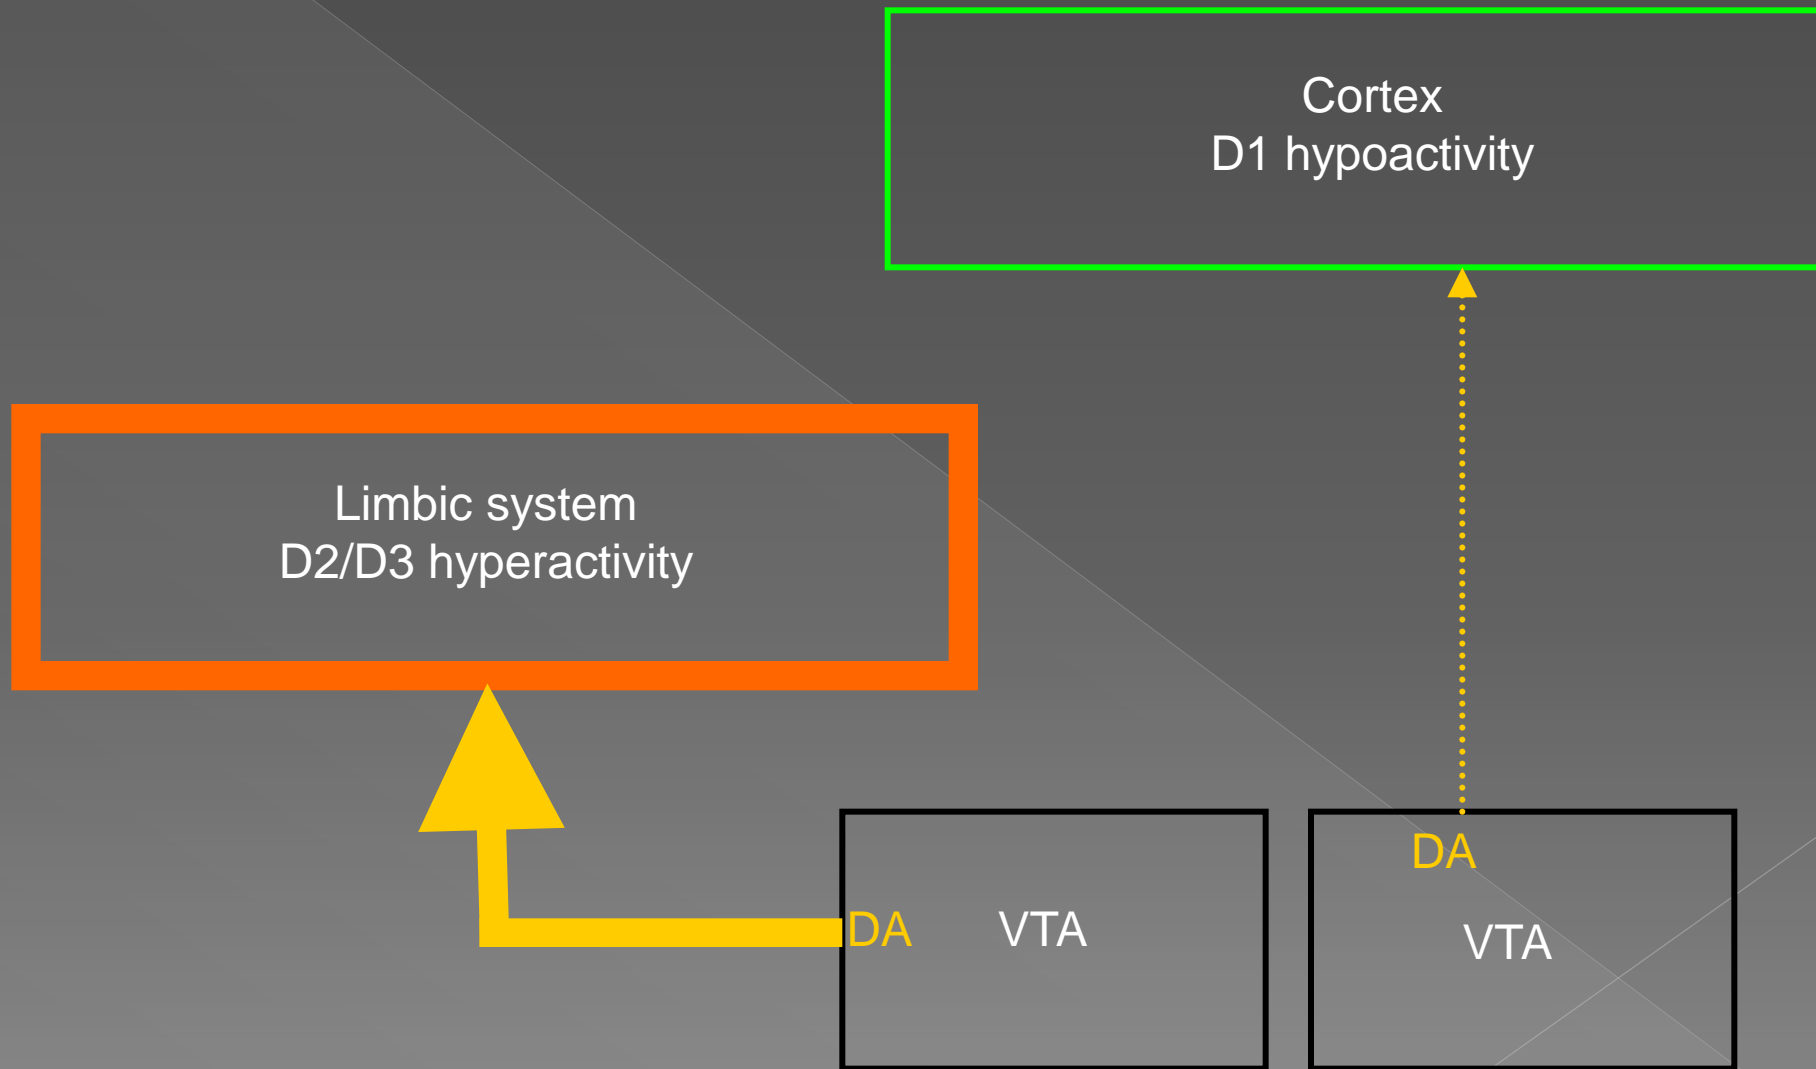 Cortex
D1 hypoactivity
Limbic system
D2/D3 hyperactivity
DA
DA VTA
VTA